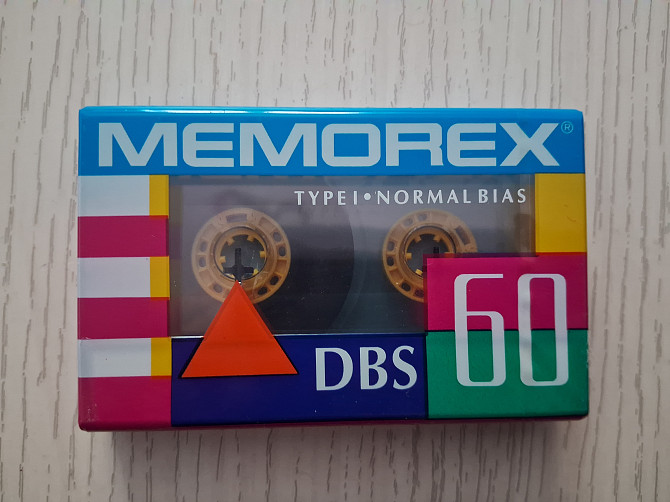 MEMOREX®
TYPE I • NORMAL BIAS
DBS
60